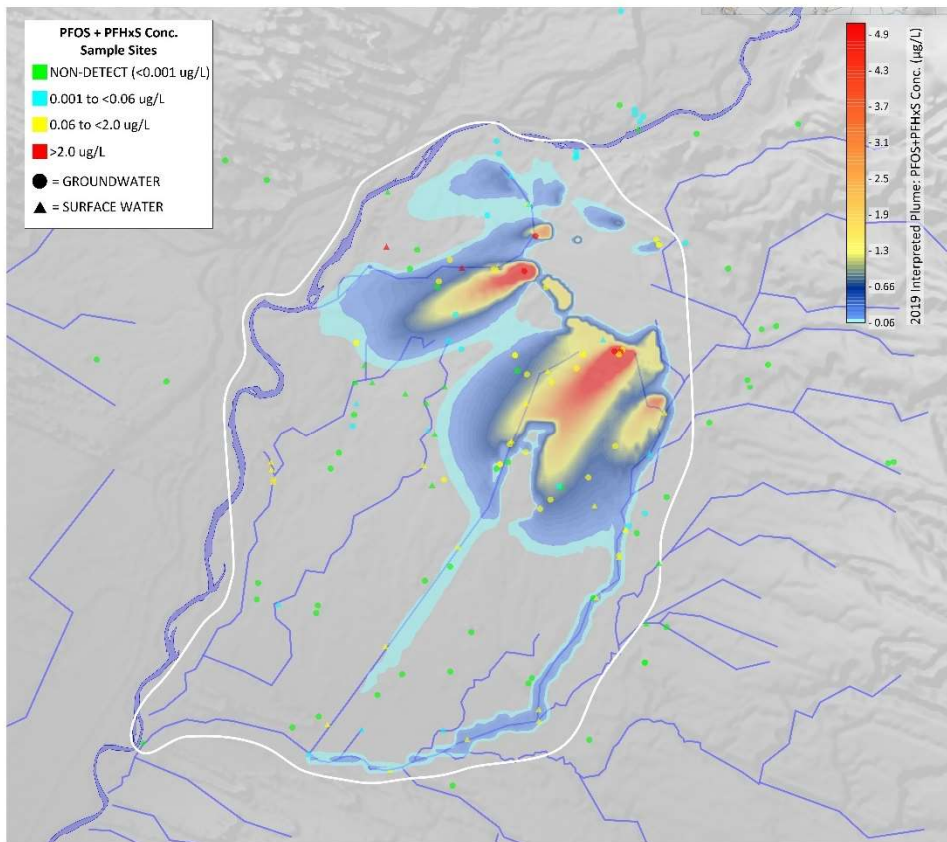 PFOS + PFHxS Conc.
Sample Sites
NON-DETECT (<0.001 ug/L)
0.001 to <0.06 ug/L
0.06 to <2.0 ug/L
>2.0 ug/L
= GROUNDWATER
= SURFACE WATER
- 4.9
- 4.3
- 3.7
- 3.1
- 2.5
- 1.9
- 1.3
- 0.66
- 0.06
2019 Interpreted Plume: PFOS+PFHxS Conc. (µg/L)